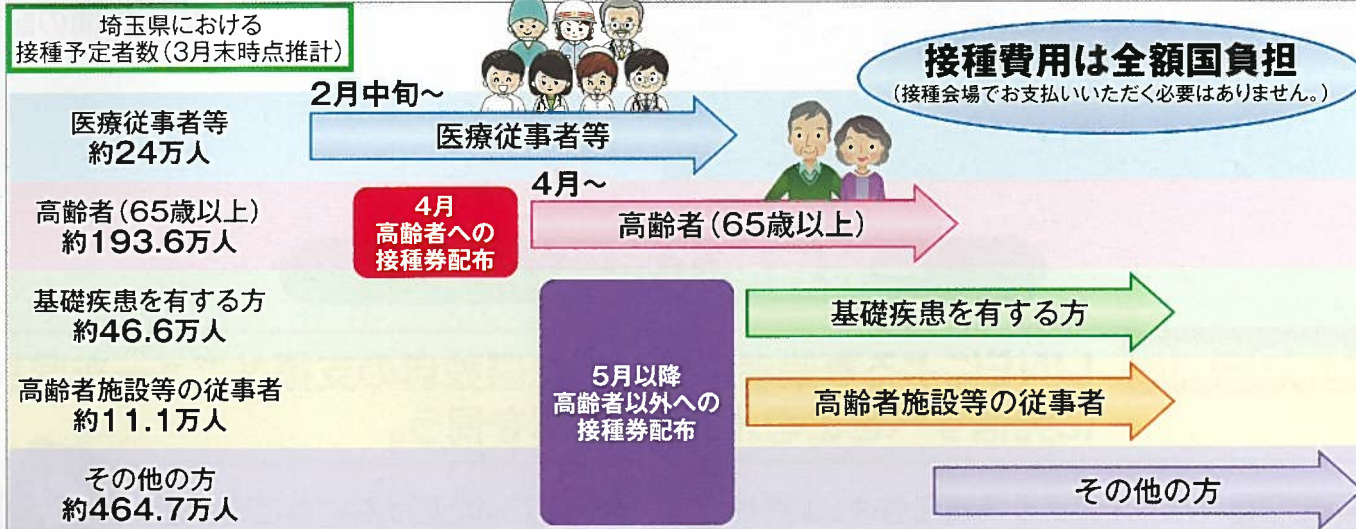 埼玉県における
接種予定者数(3月末時点推計)
接種費用は全額国負担
(接種会場でお支払いいただく必要はありません。)
医療従事者等
約24万人
2月中旬~
医療従事者等
高齢者(65歳以上)
約193.6万人
4月
高齢者への
接種券配布
4月~
高齢者(65歳以上)
基礎疾患を有する方
約46.6万人
基礎疾患を有する方
高齢者施設等の従事者
約11.1万人
5月以降
高齢者以外への
接種券配布
高齢者施設等の従事者
その他の方
約464.7万人
その他の方